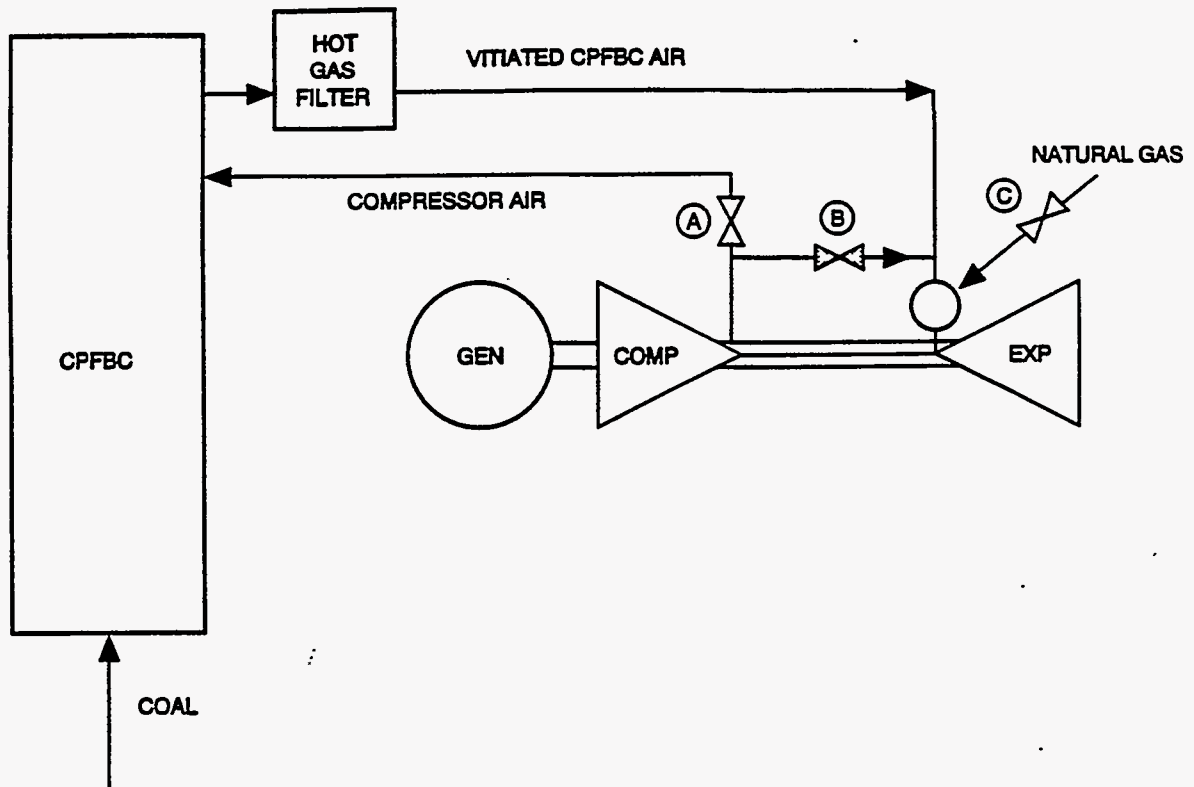 HOT
GAS
FILTER
VITIATED CPFBC AIR
NATURAL GAS
COMPRESSOR AIR
A
B
C
CPFBC
GEN
COMP
EXP
COAL